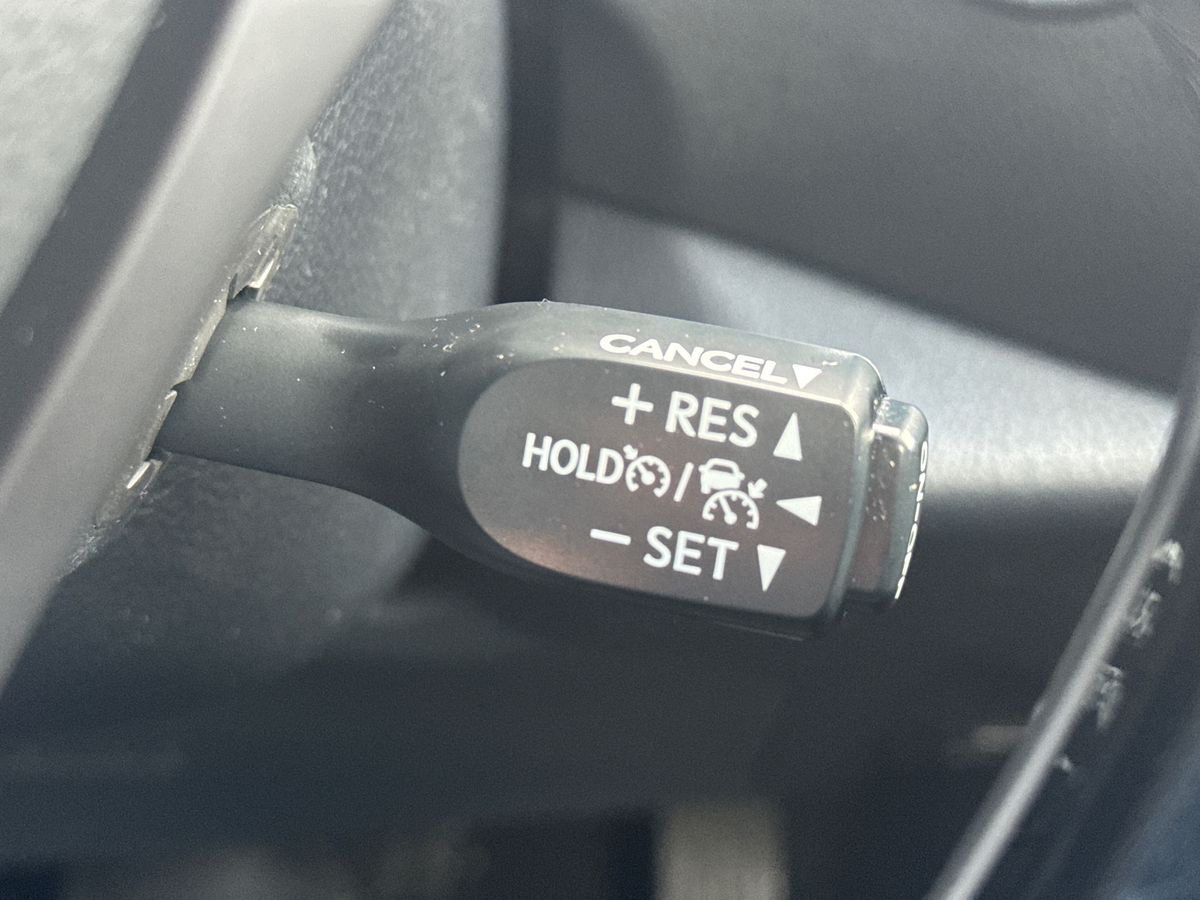 CANCEL▼
+ RES ▲
HOLD / ◀
− SET ▼